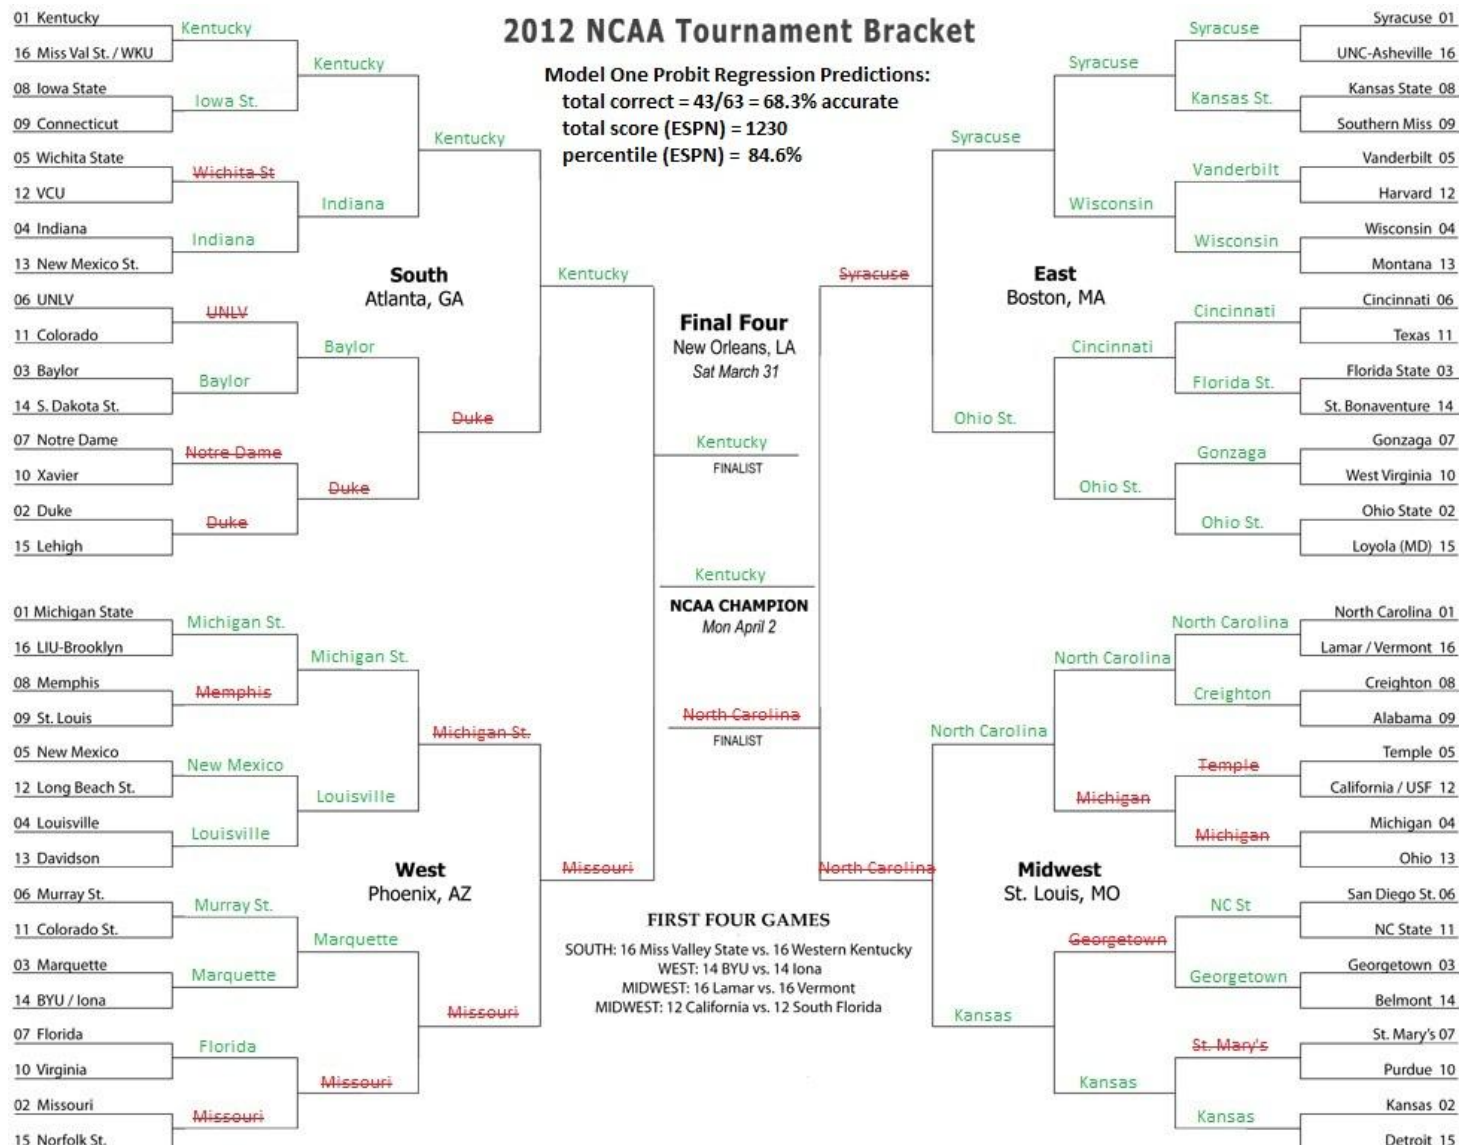 2012 NCAA Tournament Bracket
Model One Probit Regression Predictions:
total correct = 43/63 = 68.3% accurate
total score (ESPN) = 1230
percentile (ESPN) = 84.6%
01 Kentucky
16 Miss Val St. / WKU
08 Iowa State
09 Connecticut
05 Wichita State
12 VCU
04 Indiana
13 New Mexico St.
06 UNLV
11 Colorado
03 Baylor
14 S. Dakota St.
07 Notre Dame
10 Xavier
02 Duke
15 Lehigh
Kentucky
Iowa St.
Wichita St
Indiana
UNLV
Baylor
Notre Dame
Duke
Kentucky
Indiana
Baylor
Duke
Kentucky
Duke
Kentucky
South
Atlanta, GA
01 Michigan State
16 LIU-Brooklyn
08 Memphis
09 St. Louis
05 New Mexico
12 Long Beach St.
04 Louisville
13 Davidson
06 Murray St.
11 Colorado St.
03 Marquette
14 BYU / Iona
07 Florida
10 Virginia
02 Missouri
15 Norfolk St.
Michigan St.
Memphis
New Mexico
Louisville
Murray St.
Marquette
Florida
Missouri
Michigan St.
Louisville
Marquette
Missouri
Michigan St.
Missouri
Missouri
West
Phoenix, AZ
Final Four
New Orleans, LA
Sat March 31
Kentucky
FINALIST
Kentucky
NCAA CHAMPION
Mon April 2
North Carolina
FINALIST
FIRST FOUR GAMES
SOUTH: 16 Miss Valley State vs. 16 Western Kentucky
WEST: 14 BYU vs. 14 Iona
MIDWEST: 16 Lamar vs. 16 Vermont
MIDWEST: 12 California vs. 12 South Florida
Syracuse
East
Boston, MA
Syracuse
Ohio St.
Syracuse
Wisconsin
Cincinnati
Ohio St.
Syracuse
Kansas St.
Vanderbilt
Wisconsin
Cincinnati
Florida St.
Gonzaga
Ohio St.
Syracuse 01
UNC-Asheville 16
Kansas State 08
Southern Miss 09
Vanderbilt 05
Harvard 12
Wisconsin 04
Montana 13
Cincinnati 06
Texas 11
Florida State 03
St. Bonaventure 14
Gonzaga 07
West Virginia 10
Ohio State 02
Loyola (MD) 15
North Carolina
Midwest
St. Louis, MO
North Carolina
Kansas
North Carolina
Michigan
Georgetown
Kansas
North Carolina
Creighton
Temple
Michigan
NC St
Georgetown
St. Mary's
Kansas
North Carolina 01
Lamar / Vermont 16
Creighton 08
Alabama 09
Temple 05
California / USF 12
Michigan 04
Ohio 13
San Diego St. 06
NC State 11
Georgetown 03
Belmont 14
St. Mary's 07
Purdue 10
Kansas 02
Detroit 15